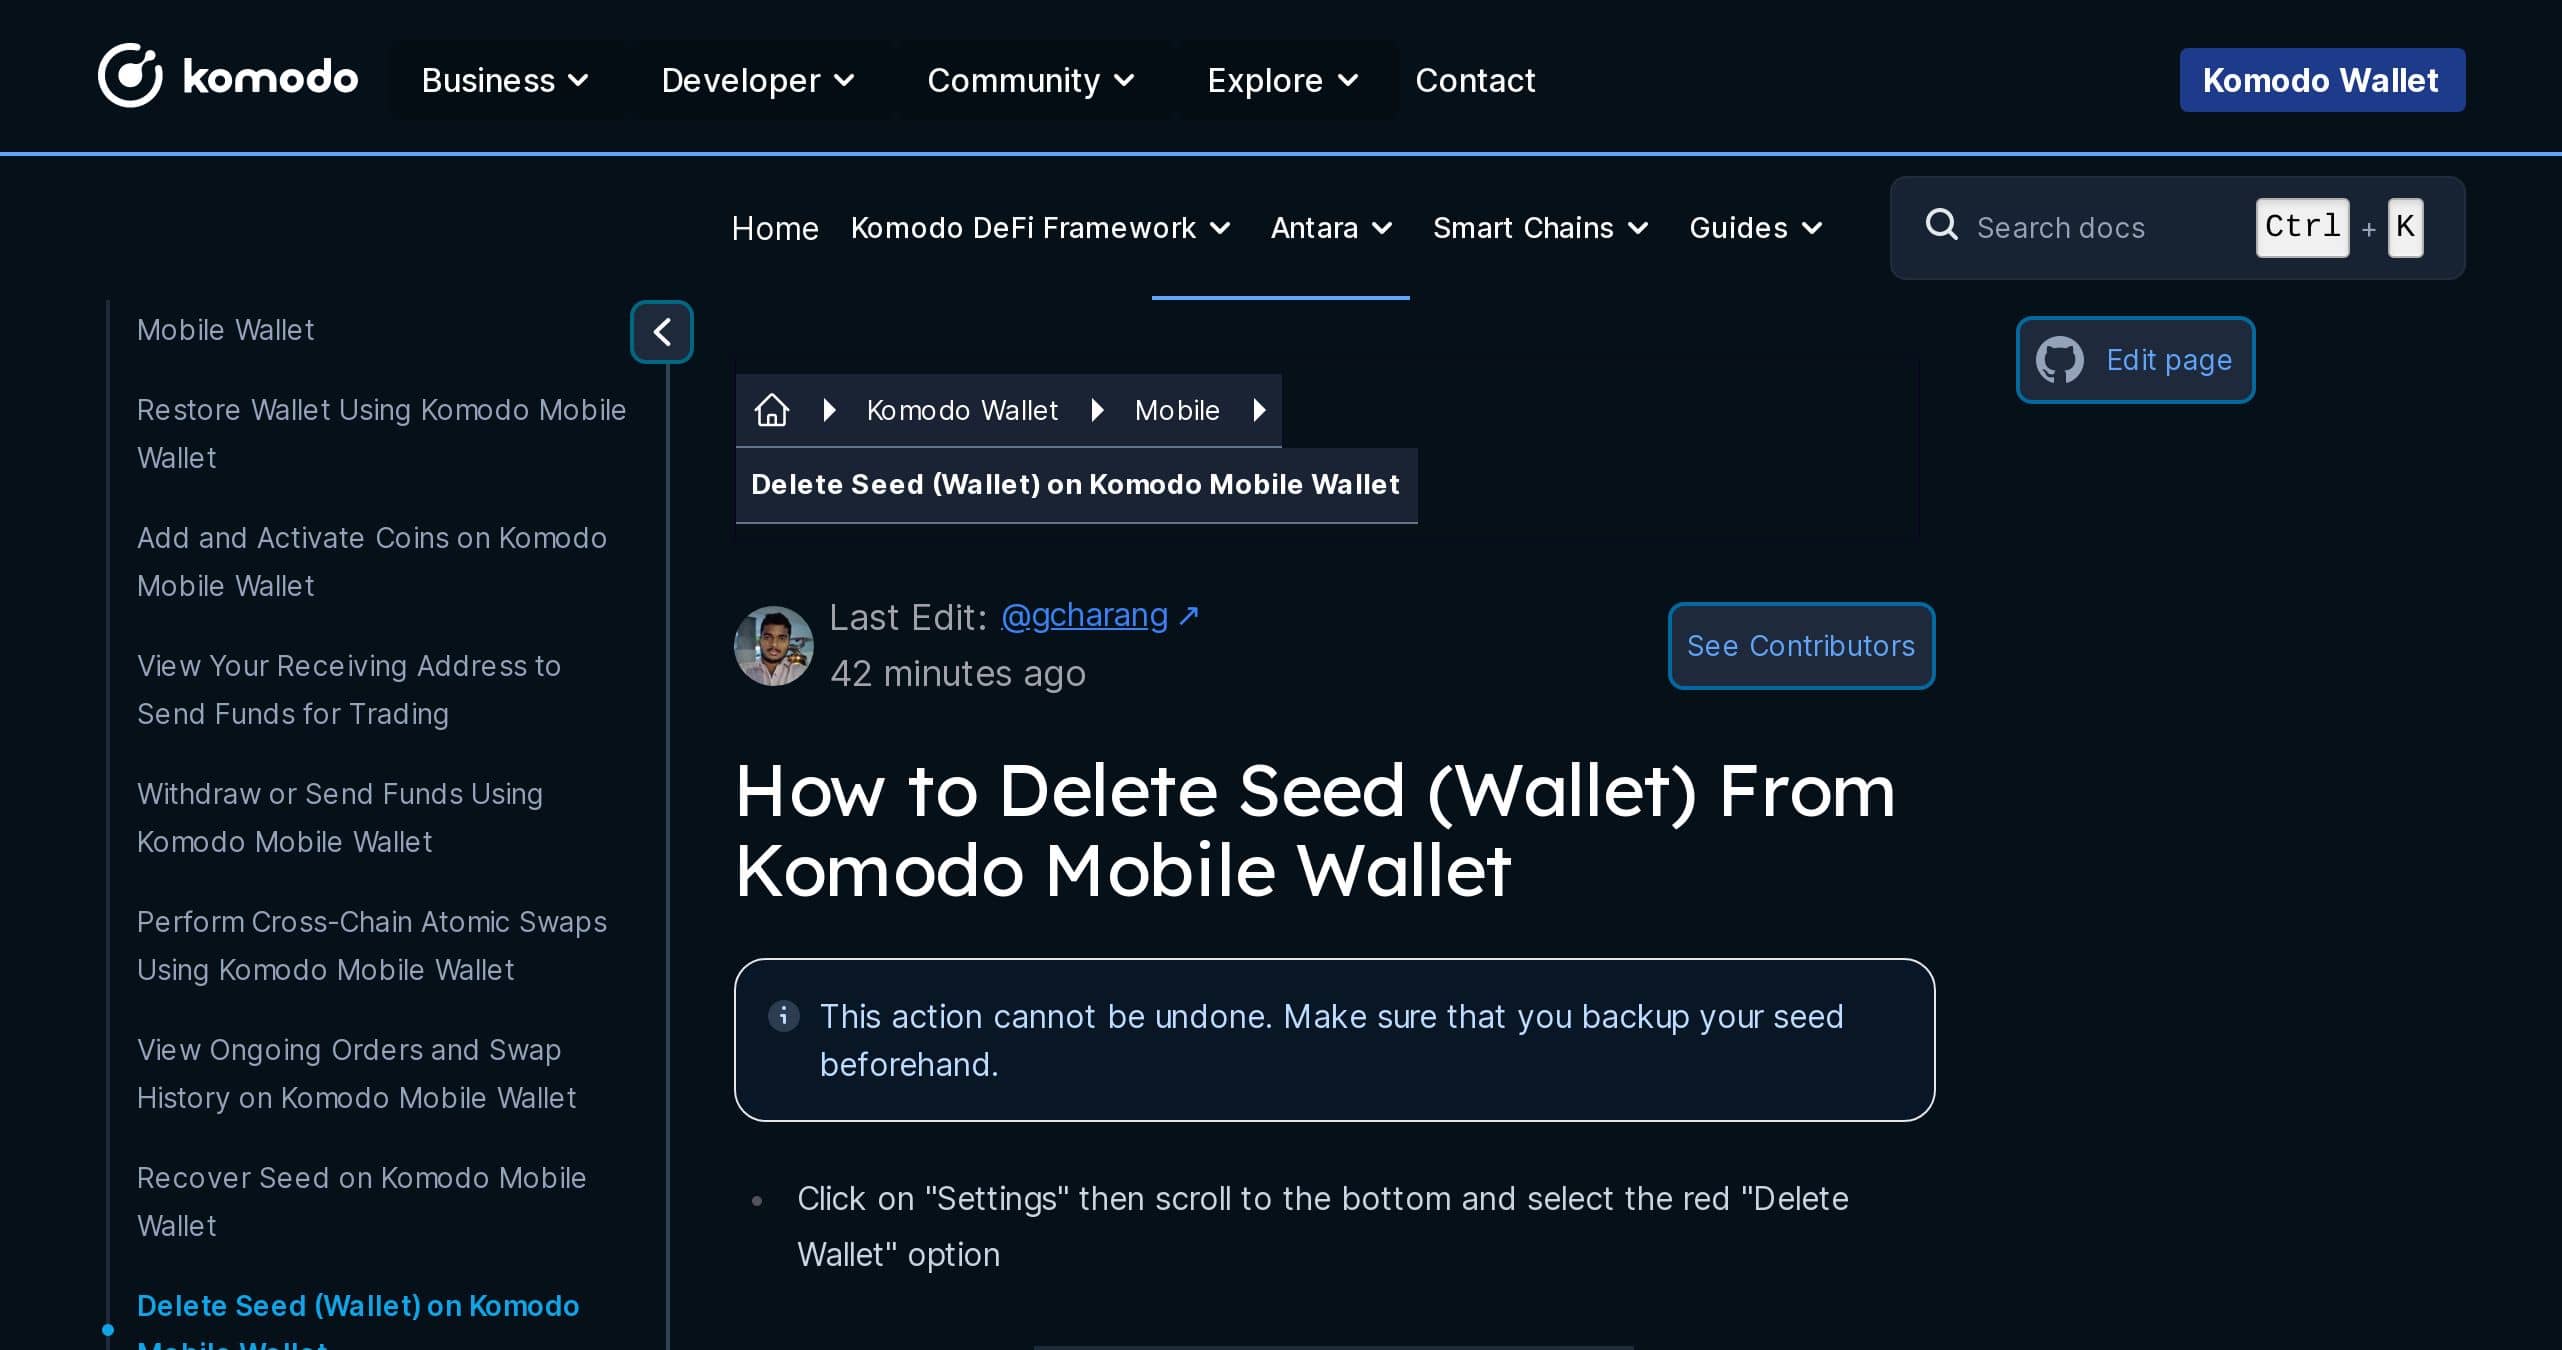 komodo
Business
Developer
Community
Explore
Contact
Komodo Wallet
Home
Komodo DeFi Framework
Antara
Smart Chains
Guides
Search docs
Ctrl + K
Mobile Wallet
Restore Wallet Using Komodo Mobile
Wallet
Add and Activate Coins on Komodo
Mobile Wallet
View Your Receiving Address to
Send Funds for Trading
Withdraw or Send Funds Using
Komodo Mobile Wallet
Perform Cross-Chain Atomic Swaps
Using Komodo Mobile Wallet
View Ongoing Orders and Swap
History on Komodo Mobile Wallet
Recover Seed on Komodo Mobile
Wallet
Delete Seed (Wallet) on Komodo
Mobile Wallet
Edit page
Komodo Wallet
Mobile
Delete Seed (Wallet) on Komodo Mobile Wallet
Last Edit: @gcharang ↗
42 minutes ago
See Contributors
How to Delete Seed (Wallet) From
Komodo Mobile Wallet
This action cannot be undone. Make sure that you backup your seed
beforehand.
• Click on "Settings" then scroll to the bottom and select the red "Delete
Wallet" option